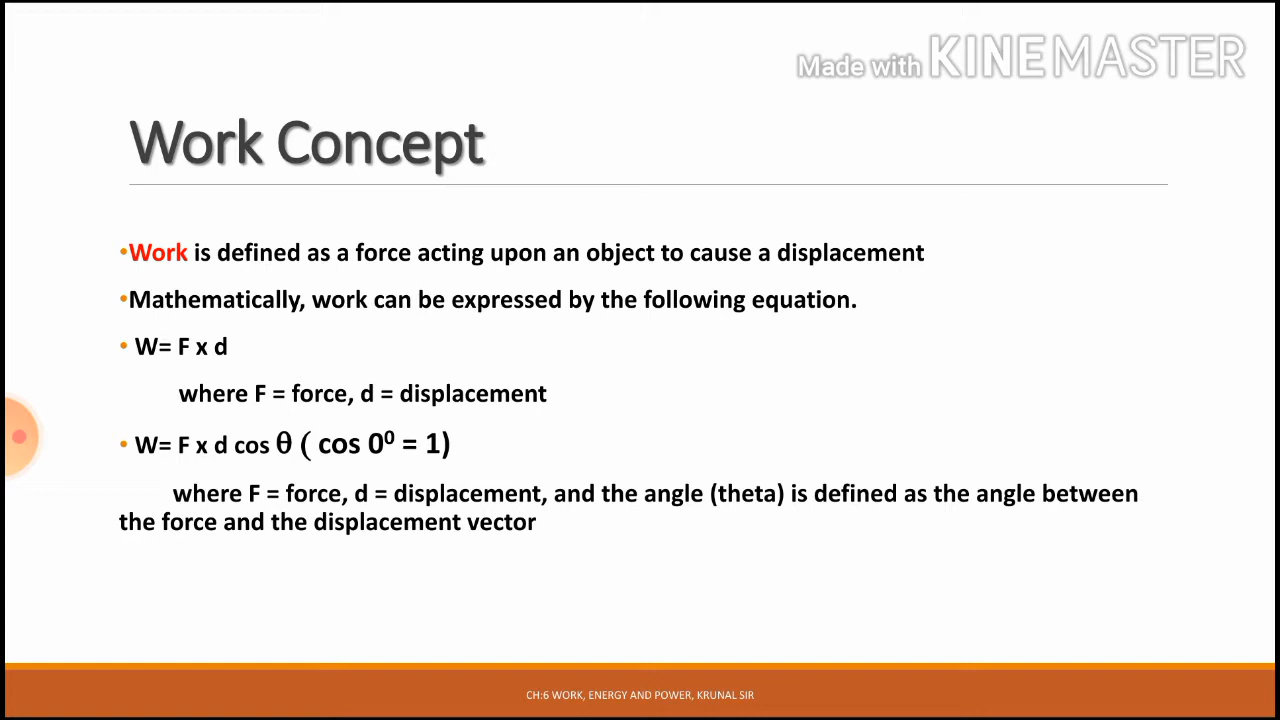 Made with KINEMASTER
Work Concept
•Work is defined as a force acting upon an object to cause a displacement
•Mathematically, work can be expressed by the following equation.
• W= F x d
where F = force, d = displacement
• W= F x d cos θ ( cos 0⁰ = 1)
where F = force, d = displacement, and the angle (theta) is defined as the angle between
the force and the displacement vector
CH:6 WORK, ENERGY AND POWER, KRUNAL SIR